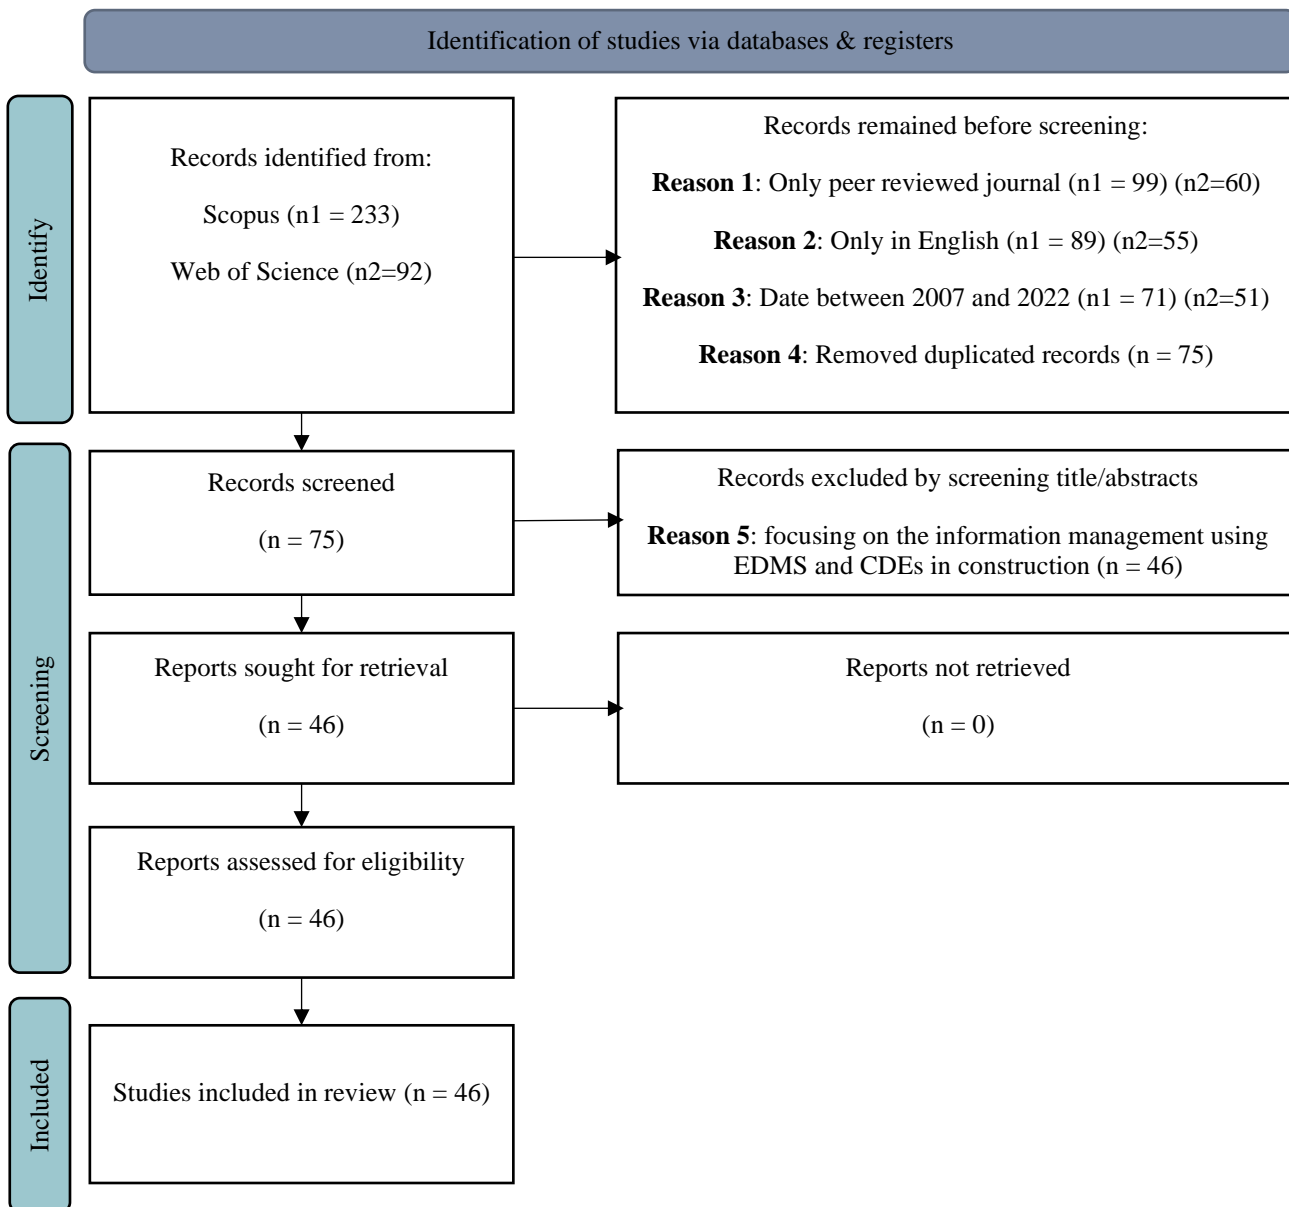 Identification of studies via databases & registers
Identify
Records identified from:
Scopus (n1 = 233)
Web of Science (n2=92)
Records remained before screening:
Reason 1: Only peer reviewed journal (n1 = 99) (n2=60)
Reason 2: Only in English (n1 = 89) (n2=55)
Reason 3: Date between 2007 and 2022 (n1 = 71) (n2=51)
Reason 4: Removed duplicated records (n = 75)
Screening
Records screened
(n = 75)
Records excluded by screening title/abstracts
Reason 5: focusing on the information management using
EDMS and CDEs in construction (n = 46)
Reports sought for retrieval
(n = 46)
Reports not retrieved
(n = 0)
Reports assessed for eligibility
(n = 46)
Included
Studies included in review (n = 46)